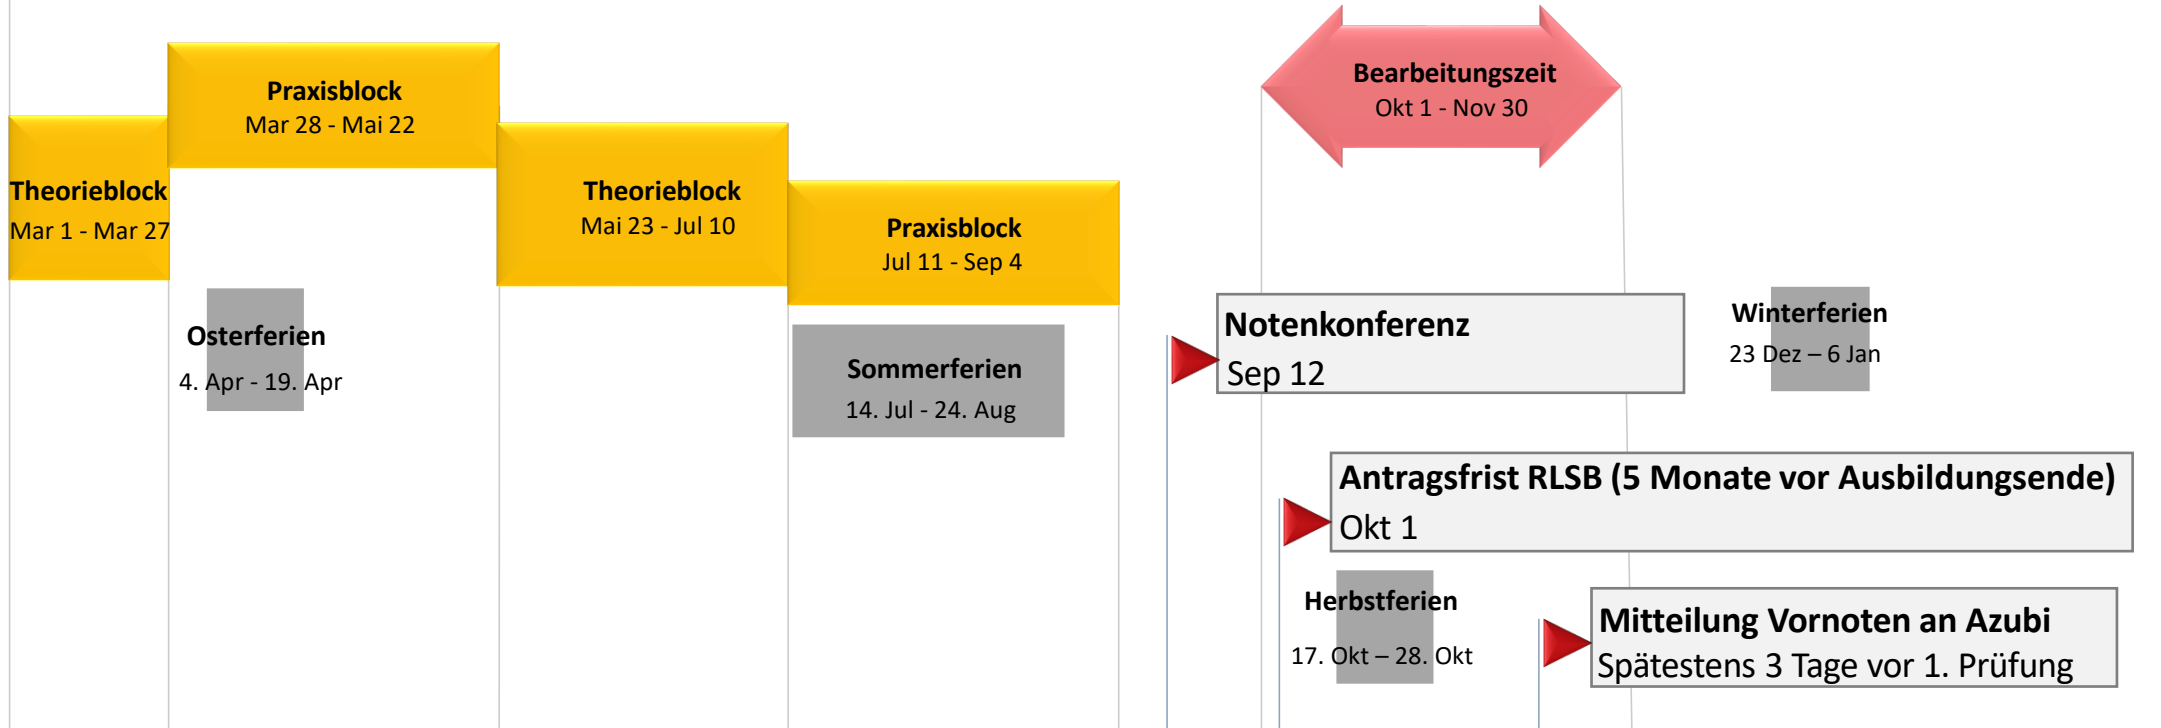 Praxisblock
Mar 28 - Mai 22
Theorieblock
Mar 1 - Mar 27
Theorieblock
Mai 23 - Jul 10
Praxisblock
Jul 11 - Sep 4
Bearbeitungszeit
Okt 1 - Nov 30
Osterferien
4. Apr - 19. Apr
Sommerferien
14. Jul - 24. Aug
Notenkonferenz
Sep 12
Winterferien
23 Dez – 6 Jan
Antragsfrist RLSB (5 Monate vor Ausbildungsende)
Okt 1
Herbstferien
17. Okt – 28. Okt
Mitteilung Vornoten an Azubi
Spätestens 3 Tage vor 1. Prüfung